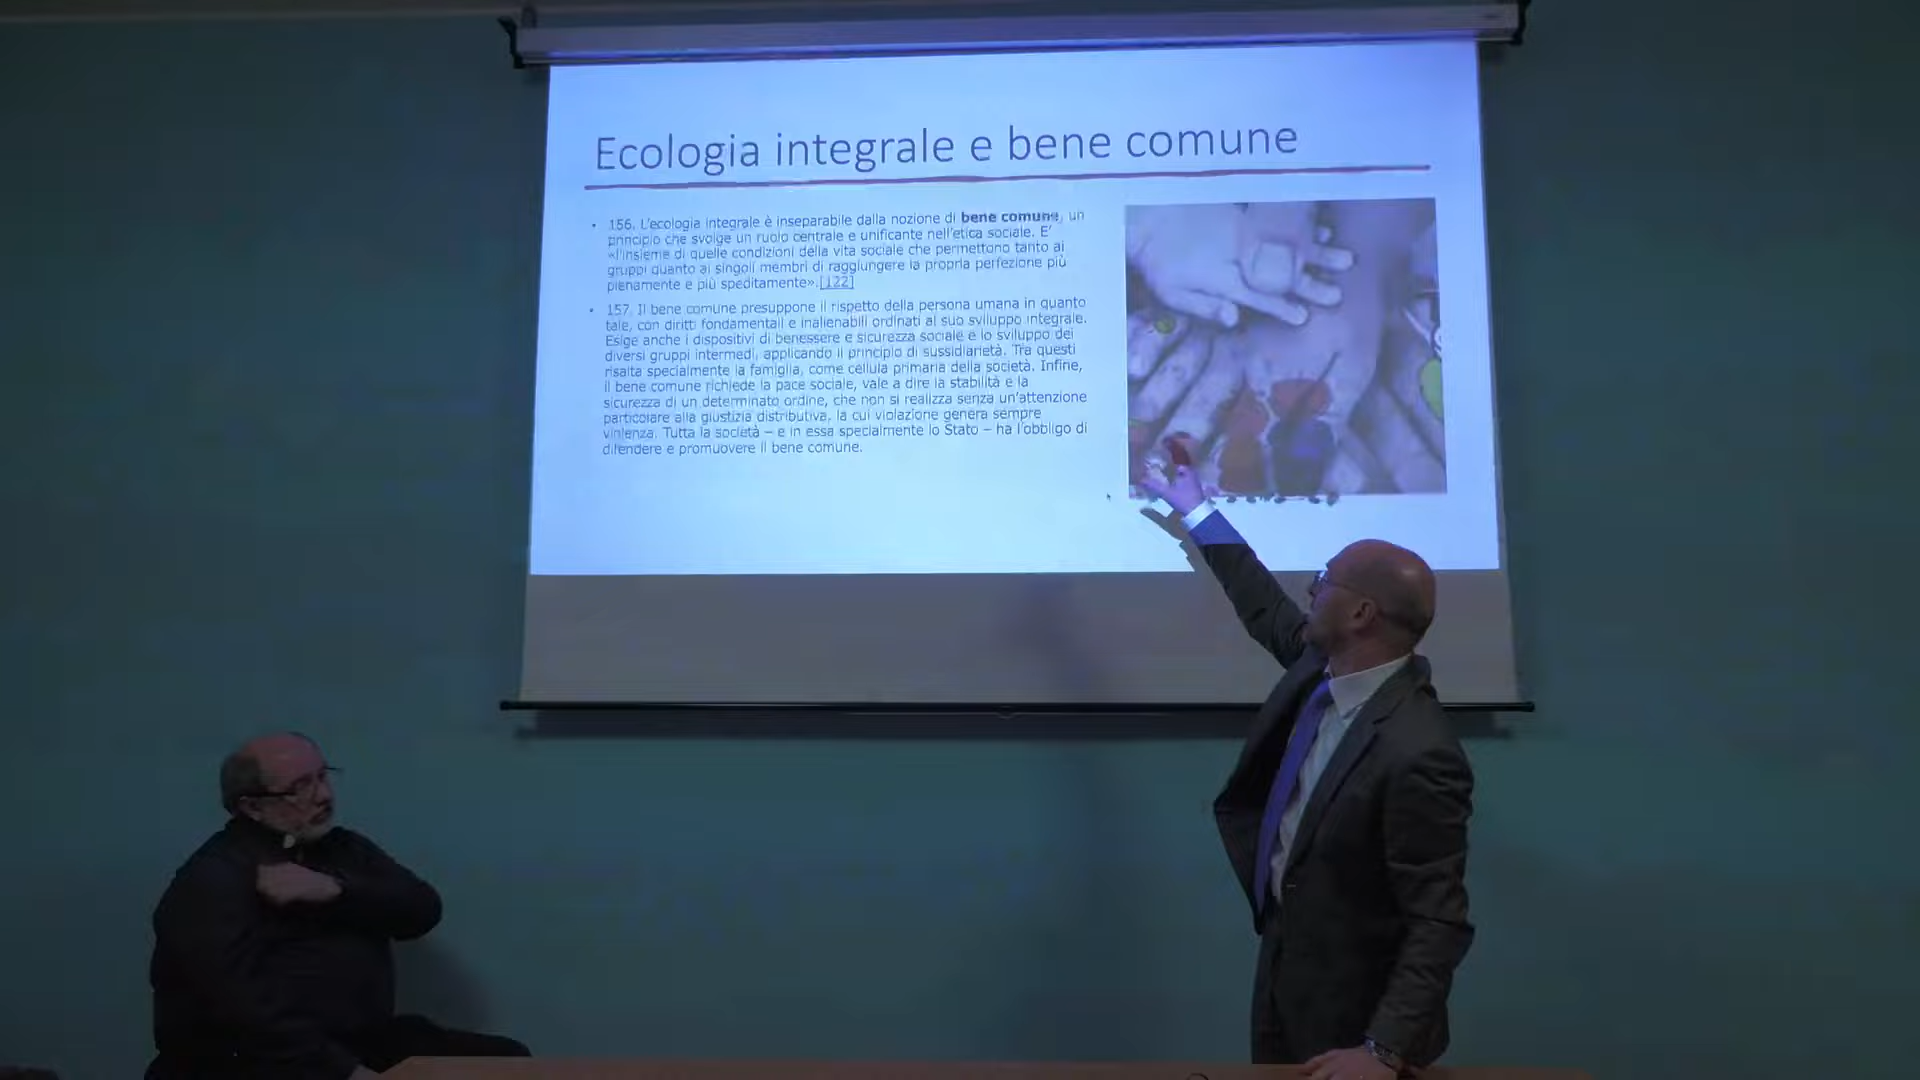 Ecologia integrale e bene comune
• 156. L'ecologia integrale è inseparabile dalla nozione di bene comune, un
principio che svolge un ruolo centrale e unificante nell'etica sociale. E'
«l'insieme di quelle condizioni della vita sociale che permettono tanto ai
gruppi quanto ai singoli membri di raggiungere la propria perfezione più
pienamente e più speditamente».[122]
• 157. Il bene comune presuppone il rispetto della persona umana in quanto
tale, con diritti fondamentali e inalienabili ordinati al suo sviluppo integrale.
Esige anche i dispositivi di benessere e sicurezza sociale e lo sviluppo dei
diversi gruppi intermedi, applicando il principio di sussidiarietà. Tra questi
risalta specialmente la famiglia, come cellula primaria della società. Infine,
il bene comune richiede la pace sociale, vale a dire la stabilità e la
sicurezza di un determinato ordine, che non si realizza senza un'attenzione
particolare alla giustizia distributiva, la cui violazione genera sempre
violenza. Tutta la società – e in essa specialmente lo Stato – ha l'obbligo di
difendere e promuovere il bene comune.